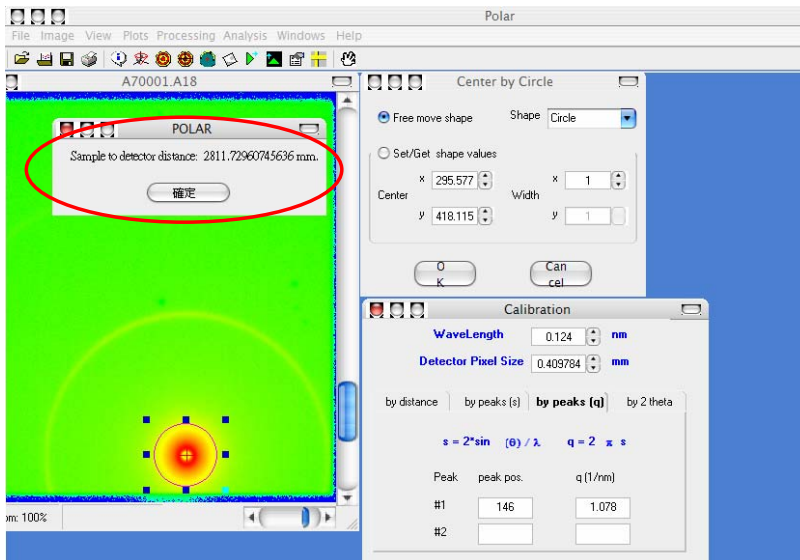 Polar
File Image View Plots Processing Analysis Windows Help
A70001.A18
POLAR
Sample to detector distance: 2811.72960745636 mm.
確定
om: 100%
Center by Circle
Free move shape Shape Circle
Set/Get shape values
x 295.577 x 1
Center Width
y 418.115 y 1
O
K
Can
cel
Calibration
WaveLength 0.124 nm
Detector Pixel Size 0.409784 mm
by distance by peaks (s) by peaks (q) by 2 theta
s = 2*sin (θ) / λ q = 2 π s
Peak peak pos. q (1/nm)
#1 146 1.078
#2